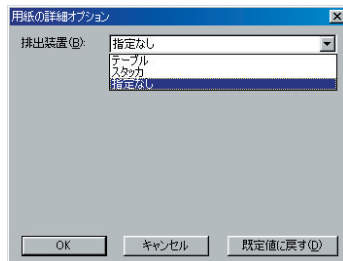 用紙の詳細オプション
排出装置(B): 指定なし
テーブル
スタッカ
指定なし
OK キャンセル 既定値に戻す(D)